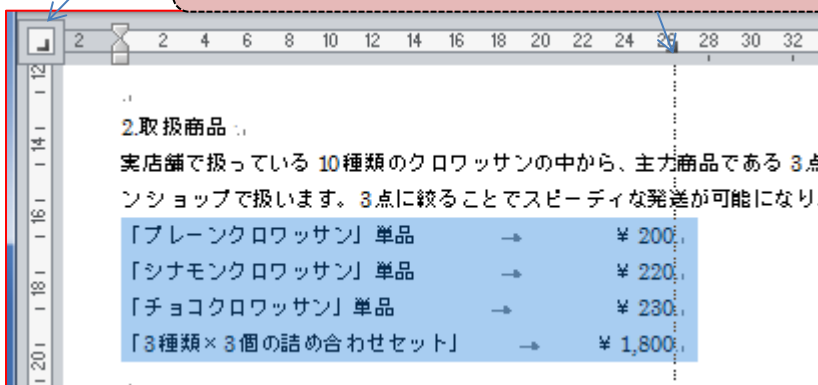 2 2 4 6 8 10 12 14 16 18 20 22 24 26 28 30 32
12
2.取扱商品
14
実店舗で扱っている 10種類のクロワッサンの中から、主力商品である 3点
ンショップで扱います。3点に絞ることでスピーディな発送が可能になり
16
「プレーンクロワッサン」単品 → ¥ 200
「シナモンクロワッサン」単品 → ¥ 220
18
「チョコクロワッサン」単品 → ¥ 230
「3種類×3個の詰め合わせセット」 → ¥ 1,800
20